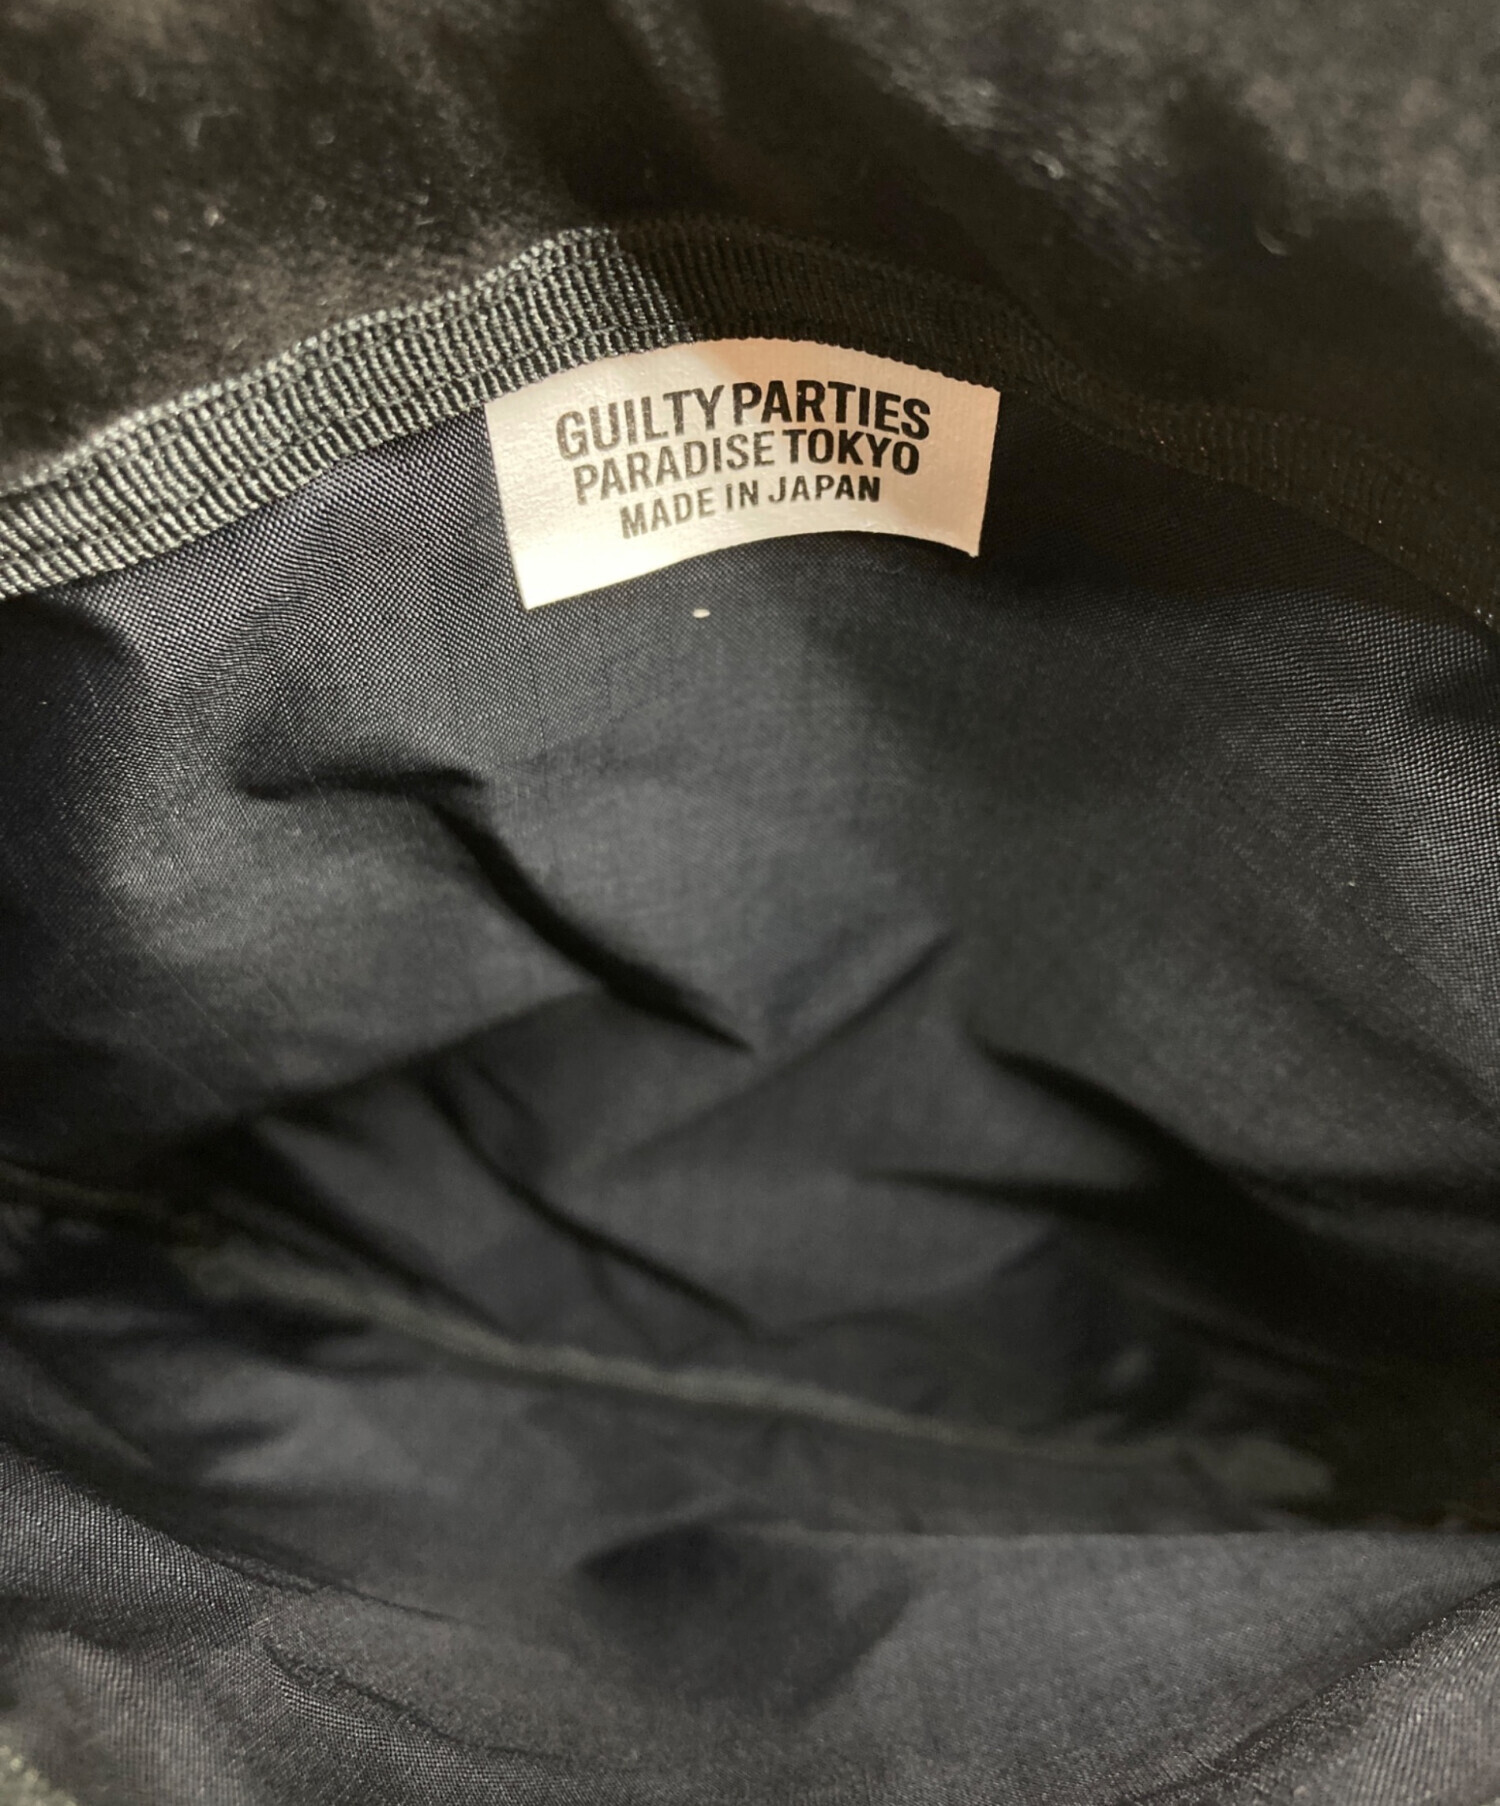 GUILTY PARTIES
PARADISE TOKYO
MADE IN JAPAN